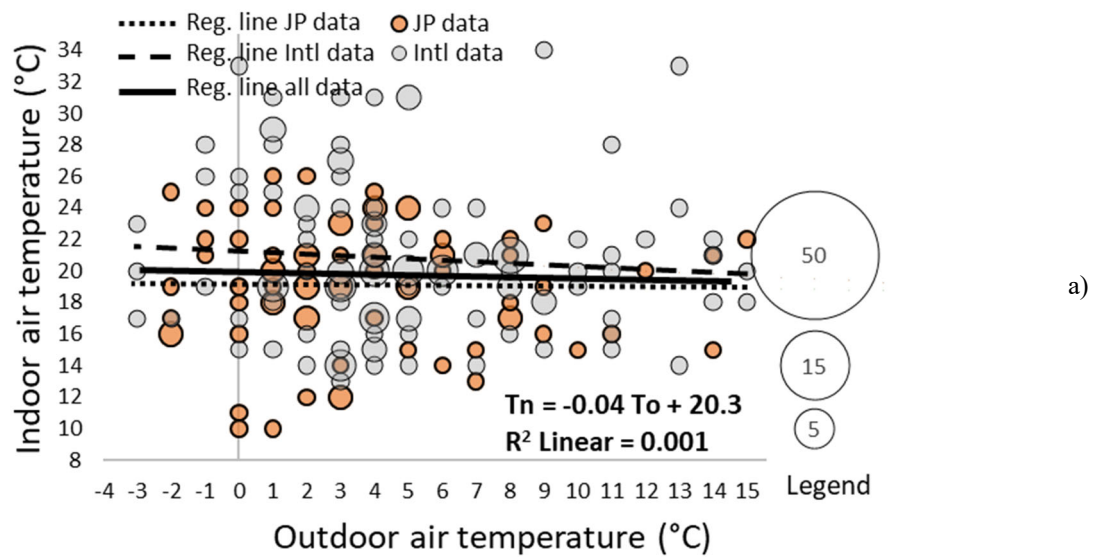 Reg. line JP data
JP data
Reg. line Intl data
Intl data
Reg. line all data
Indoor air temperature (°C)
34
32
30
28
26
24
22
20
18
16
14
12
10
8
Tn = -0.04 To + 20.3
R² Linear = 0.001
-4 -3 -2 -1 0 1 2 3 4 5 6 7 8 9 10 11 12 13 14 15
Outdoor air temperature (°C)
50
15
5
Legend
a)